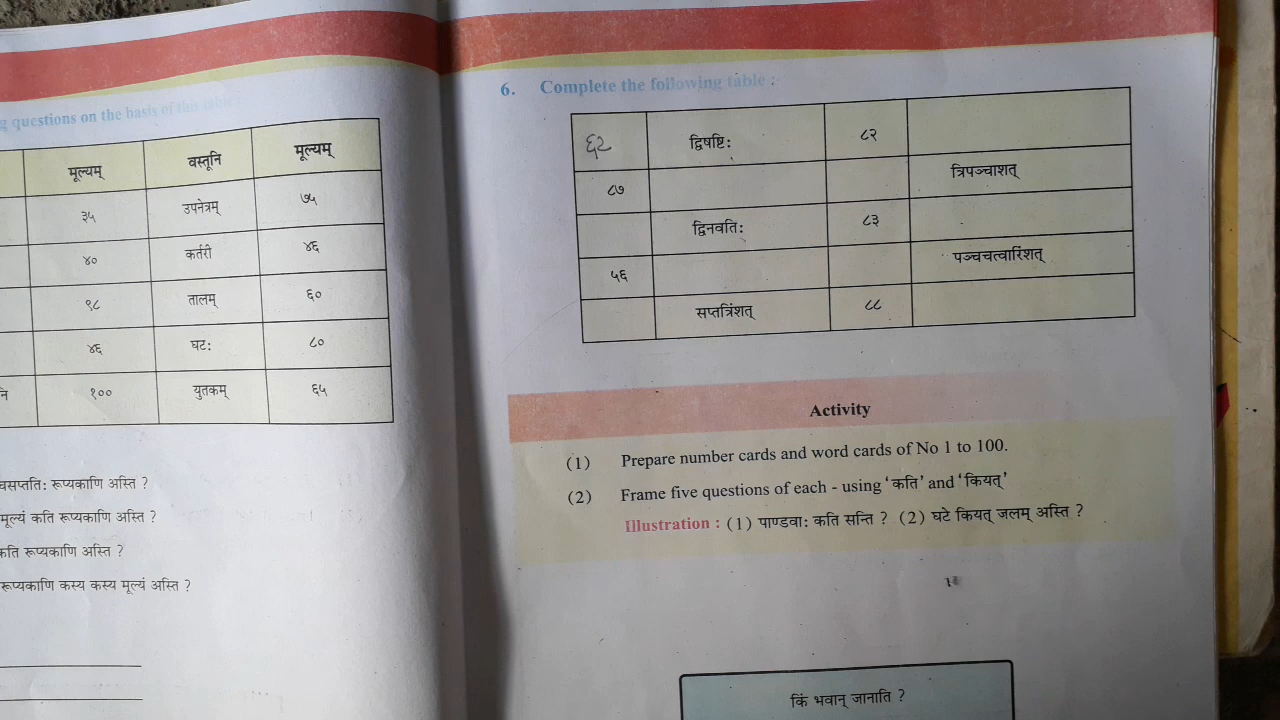 questions on the basis of this table
मूल्यम् वस्तूनि मूल्यम्
३५ उपनेत्रम् ७५
४० कर्तरी ४६
९८ तालम् ६०
४६ घटः ८०
नि १०० युतकम् ६५
चसप्ततिः रूप्यकाणि अस्ति ?
मूल्यं कति रूप्यकाणि अस्ति ?
कति रूप्यकाणि अस्ति ?
रूप्यकाणि कस्य कस्य मूल्यं अस्ति ?
6. Complete the following table :
६२ द्विषष्टिः ८२
८७ त्रिपञ्चाशत्
द्विनवतिः ८३
५६ पञ्चचत्वारिंशत्
सप्तत्रिंशत् ८८
Activity
(1) Prepare number cards and word cards of No 1 to 100.
(2) Frame five questions of each - using 'कति' and 'कियत्'
Illustration : (1) पाण्डवाः कति सन्ति ? (2) घटे कियत् जलम् अस्ति ?
किं भवान् जानाति ?